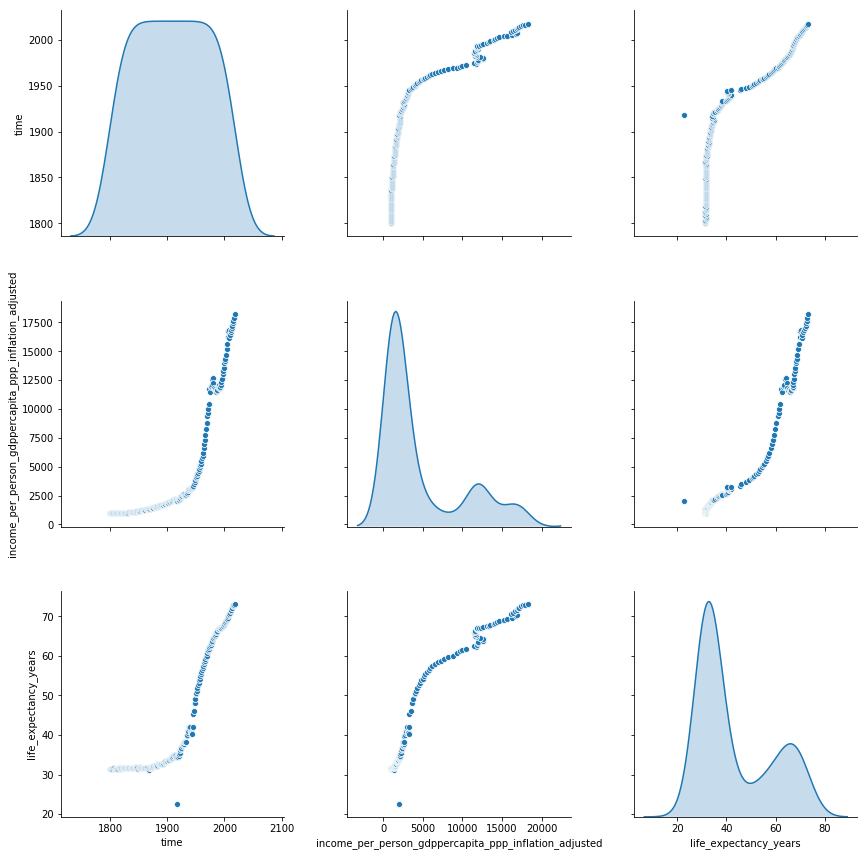 2000
1950
1900
1850
1800
time
income_per_person_gdppercapita_ppp_inflation_adjusted
17500
15000
12500
10000
7500
5000
2500
0
life_expectancy_years
70
60
50
40
30
20
1800 1900 2000 2100
time
0 5000 10000 15000 20000
income_per_person_gdppercapita_ppp_inflation_adjusted
20 40 60 80
life_expectancy_years